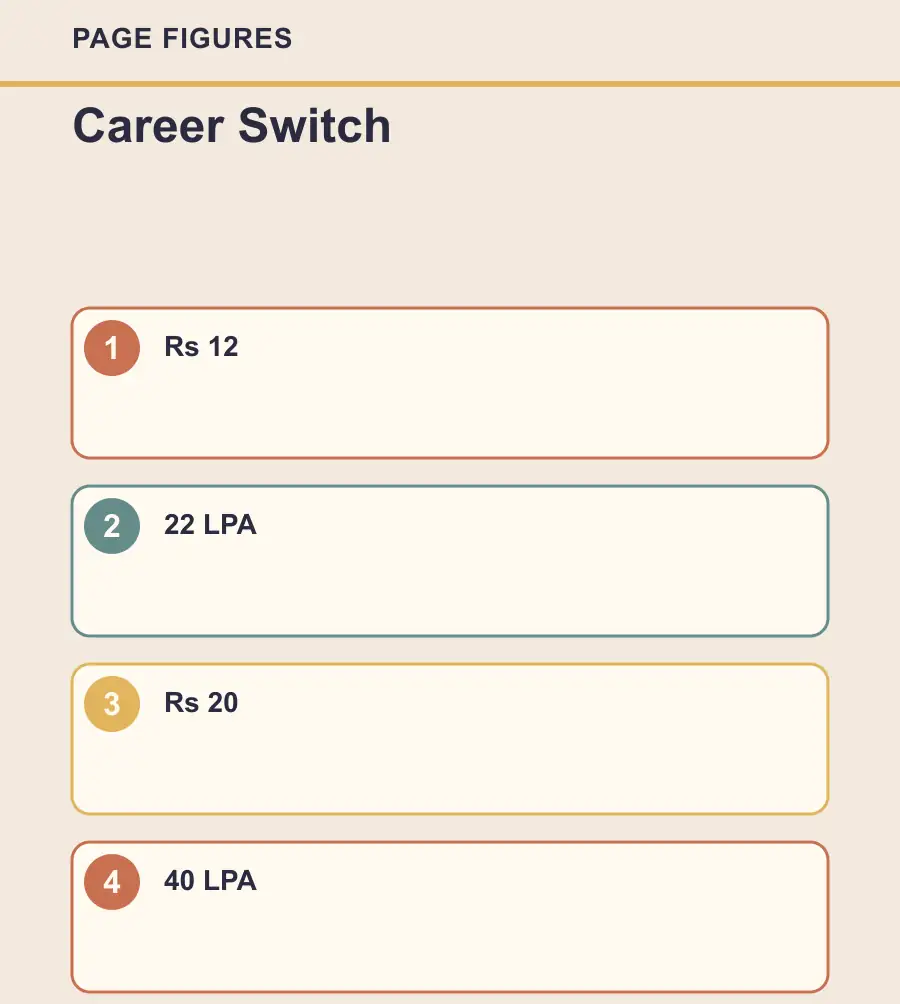 PAGE FIGURES
Career Switch
1 Rs 12
2 22 LPA
3 Rs 20
4 40 LPA